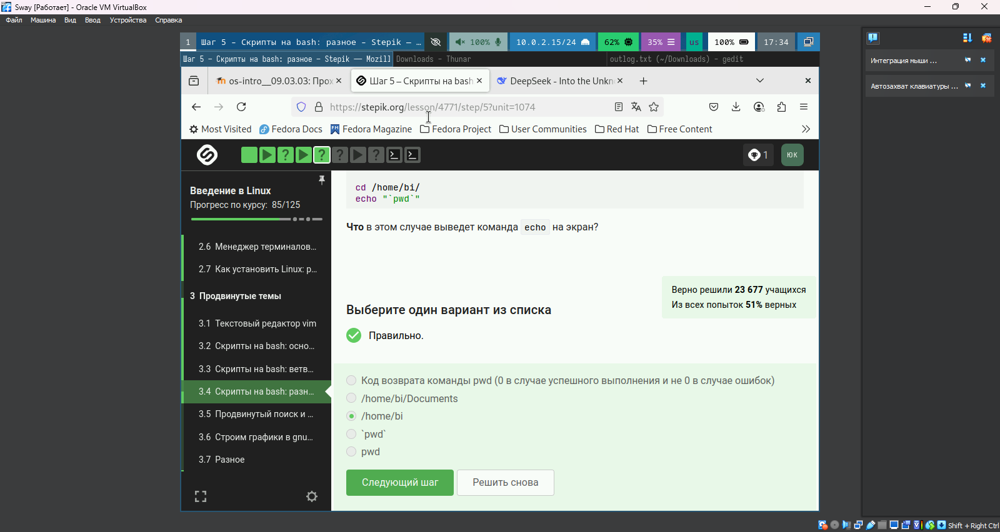 Sway [Работает] - Oracle VM VirtualBox
Файл Машина Вид Ввод Устройства Справка
1 Шаг 5 – Скрипты на bash: разное – Stepik — … 100% 10.0.2.15/24 62% 35% us 100% 17:34
Шаг 5 – Скрипты на bash: разное – Stepik — Mozill Downloads – Thunar outlog.txt (~/Downloads) – gedit
os-intro__09.03.03: Прох Шаг 5 – Скрипты на bash DeepSeek - Into the Unkn
https://stepik.org/lesson/4771/step/5?unit=1074
Most Visited Fedora Docs Fedora Magazine Fedora Project User Communities Red Hat Free Content
1 ЮК
Введение в Linux
Прогресс по курсу: 85/125
2.6 Менеджер терминалов...
2.7 Как установить Linux: р...
3 Продвинутые темы
3.1 Текстовый редактор vim
3.2 Скрипты на bash: осно...
3.3 Скрипты на bash: ветв...
3.4 Скрипты на bash: разн...
3.5 Продвинутый поиск и ...
3.6 Строим графики в gnu...
3.7 Разное
cd /home/bi/
echo "`pwd`"
Что в этом случае выведет команда echo на экран?
Верно решили 23 677 учащихся
Из всех попыток 51% верных
Выберите один вариант из списка
Правильно.
Код возврата команды pwd (0 в случае успешного выполнения и не 0 в случае ошибок)
/home/bi/Documents
/home/bi
`pwd`
pwd
Следующий шаг Решить снова
Интеграция мыши ...
Автозахват клавиатуры ...
Shift + Right Ctrl